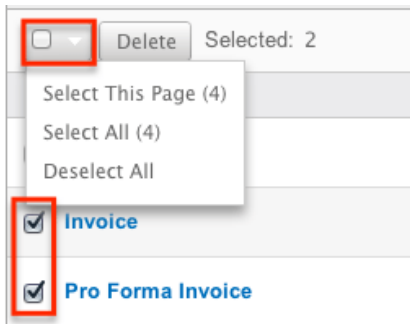 Delete Selected: 2
Select This Page (4)
Select All (4)
Deselect All
Invoice
Pro Forma Invoice